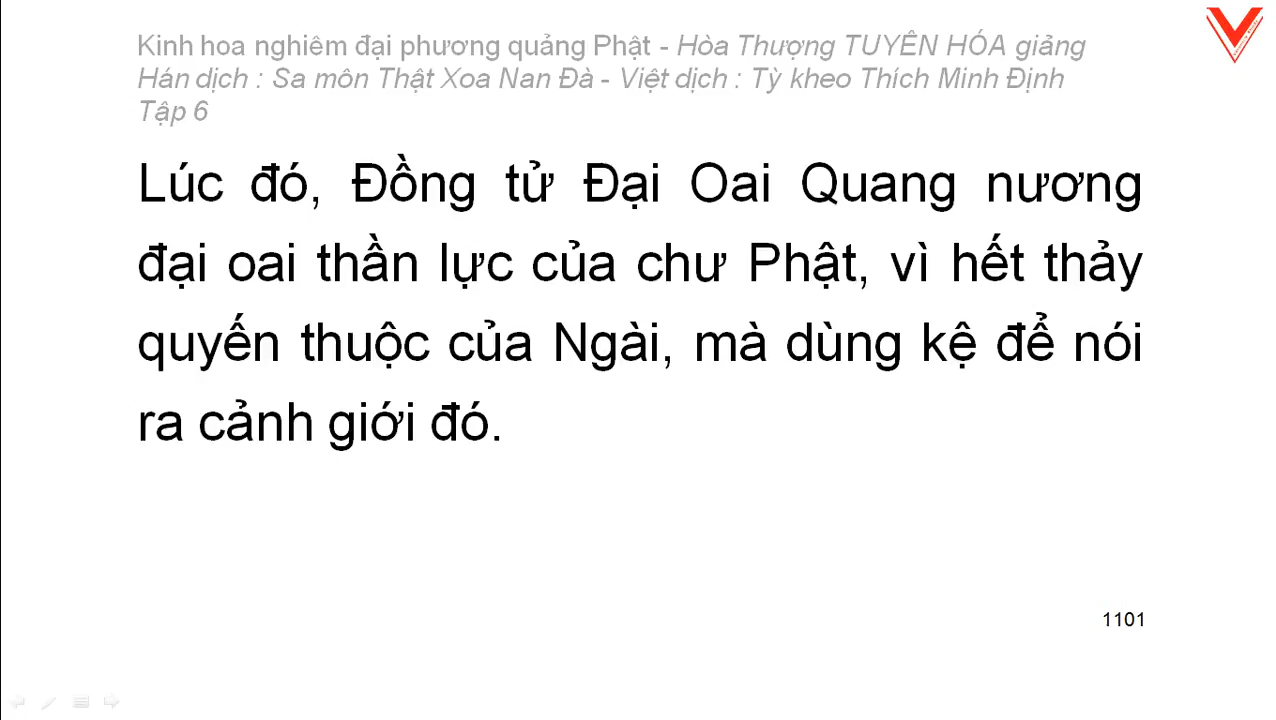 Kinh hoa nghiêm đại phương quảng Phật - Hòa Thượng TUYÊN HÓA giảng
Hán dịch : Sa môn Thật Xoa Nan Đà - Việt dịch : Tỳ kheo Thích Minh Định
Tập 6
Lúc đó, Đồng tử Đại Oai Quang nương
đại oai thần lực của chư Phật, vì hết thảy
quyến thuộc của Ngài, mà dùng kệ để nói
ra cảnh giới đó.
1101